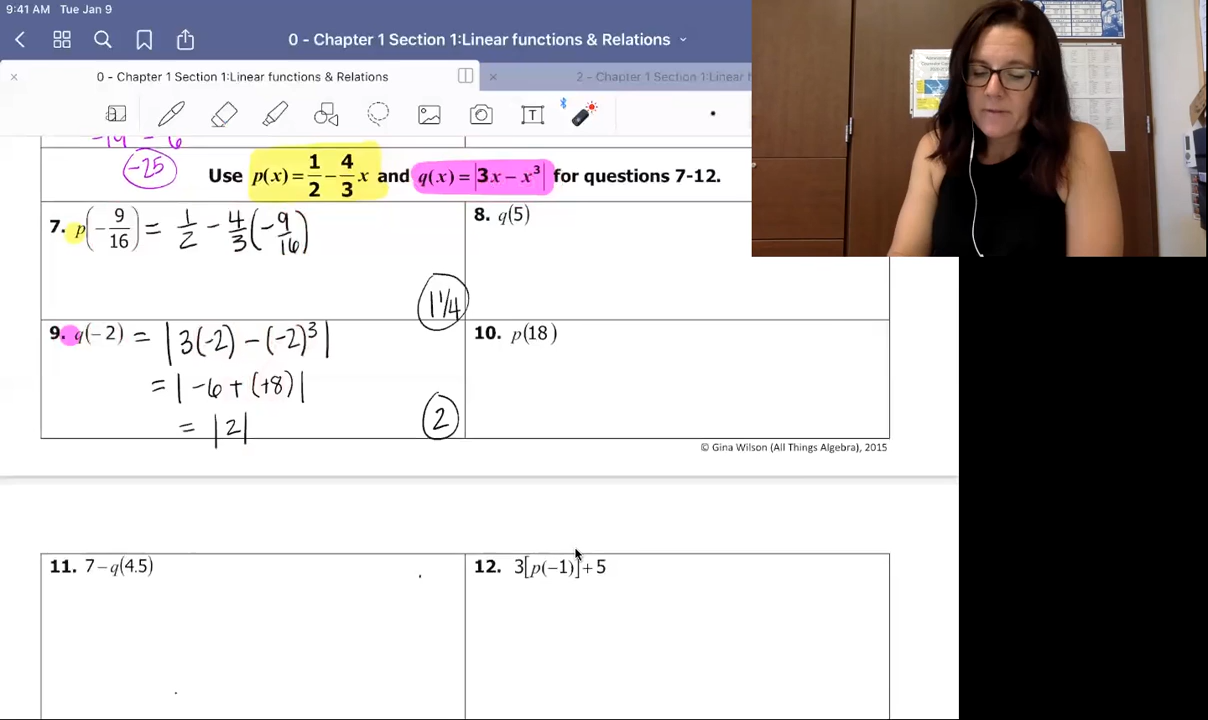 9:41 AM Tue Jan 9
0 - Chapter 1 Section 1:Linear functions & Relations
0 - Chapter 1 Section 1:Linear functions & Relations
2 - Chapter 1 Section 1:Linear
-25
Use p(x) = 1/2 − 4/3 x and q(x) = |3x − x³| for questions 7-12.
7. p(−9/16) = 1/2 − 4/3(−9/16)
1 1/4
8. q(5)
9. q(−2) = |3(-2) − (-2)³|
= |-6 + (+8)|
= |2|
2
10. p(18)
© Gina Wilson (All Things Algebra), 2015
11. 7 − q(4.5)
12. 3[p(−1)] + 5